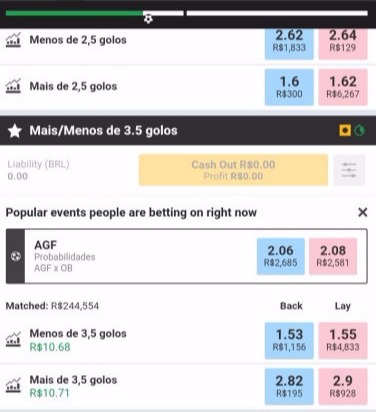 2.62 2.64
Menos de 2,5 golos
R$1,833 R$129
1.6 1.62
Mais de 2,5 golos
R$300 R$6,267
Mais/Menos de 3.5 golos
Liability (BRL)
0.00
Cash Out R$0.00
Profit R$0.00
Popular events people are betting on right now
AGF
Probabilidades
AGF x OB
2.06 2.08
R$2,685 R$2,581
Matched: R$244,554 Back Lay
Menos de 3,5 golos
R$10.68
1.53 1.55
R$1,156 R$4,833
Mais de 3,5 golos
R$10.71
2.82 2.9
R$195 R$928